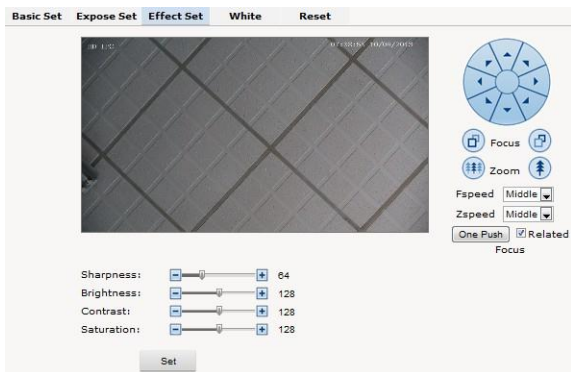 Basic Set Expose Set Effect Set White Reset
Focus
Zoom
Fspeed Middle
Zspeed Middle
One Push Related
Focus
Sharpness: 64
Brightness: 128
Contrast: 128
Saturation: 128
Set